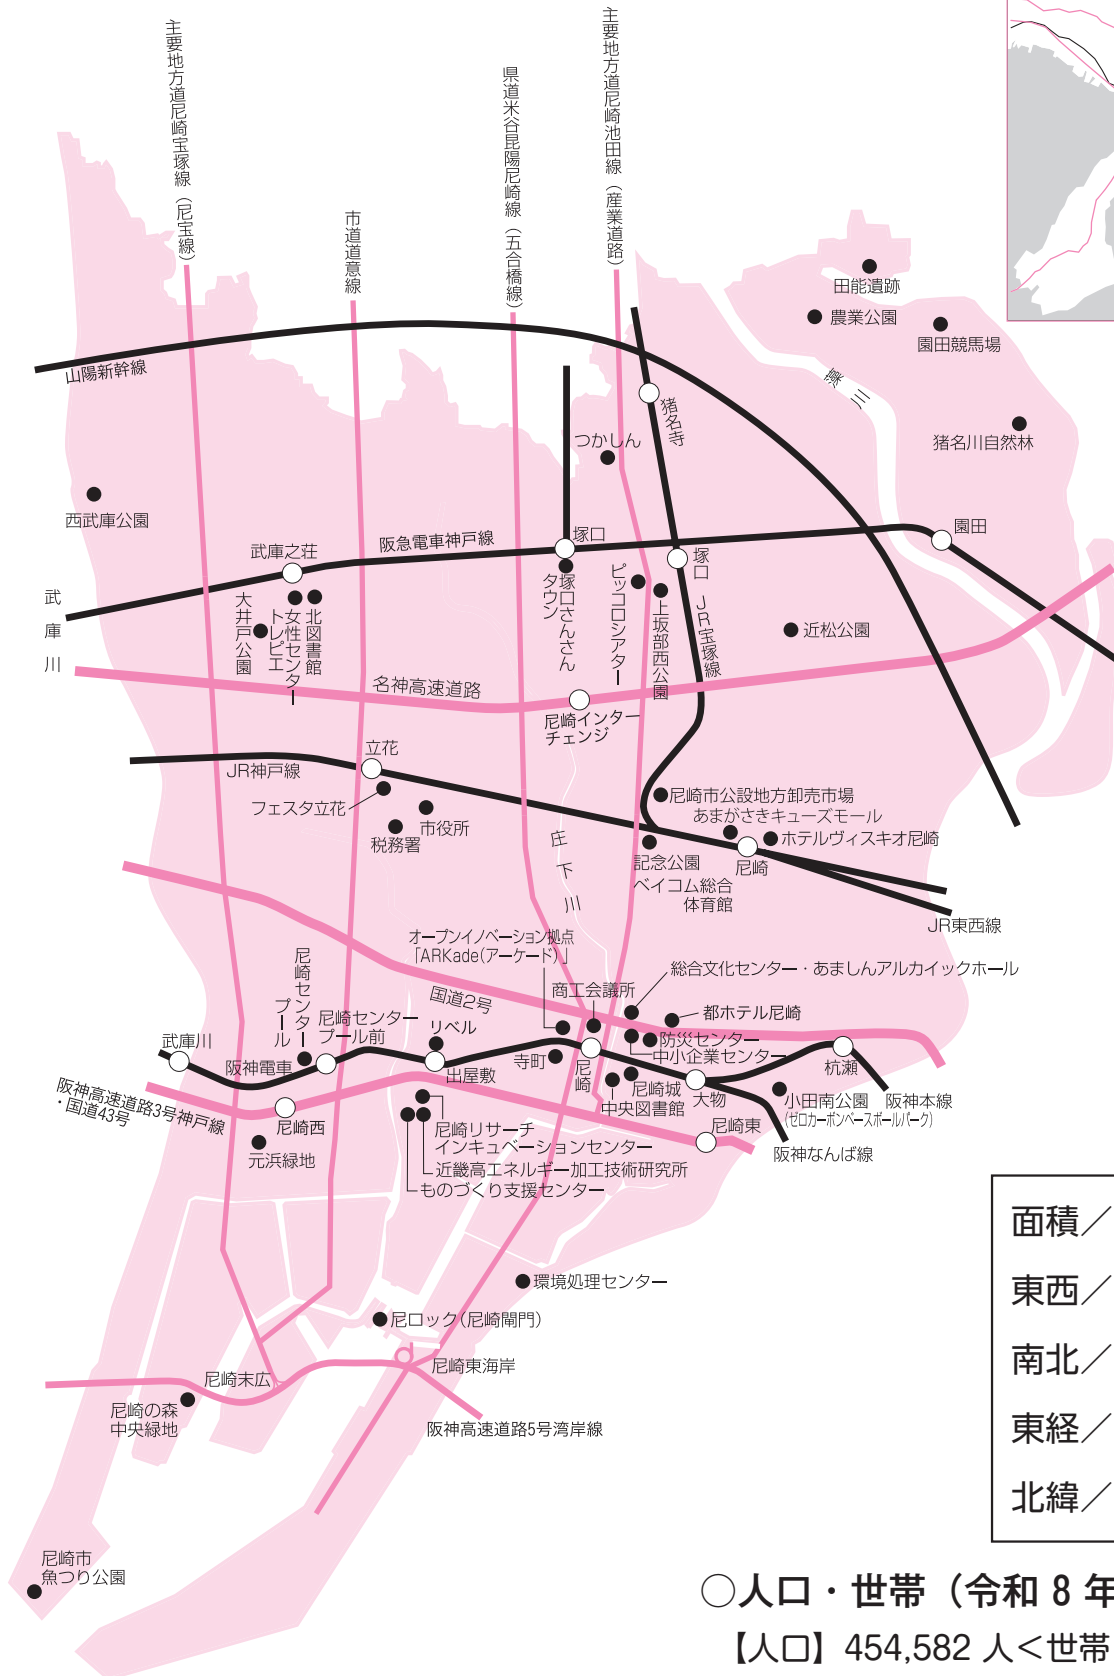 主要地方道尼崎宝塚線（尼宝線）
市道道意線
県道米谷昆陽尼崎線（五合橋線）
主要地方道尼崎池田線（産業道路）
田能遺跡
農業公園
園田競馬場
藻川
猪名川自然林
山陽新幹線
猪名寺
つかしん
西武庫公園
武庫之荘
阪急電車神戸線
塚口
塚口
園田
武庫川
大井戸公園
女性センター
トレピエ
北図書館
塚口さんさん
タウン
ピッコロシアター
上坂部西公園
JR宝塚線
近松公園
名神高速道路
尼崎インター
チェンジ
立花
JR神戸線
フェスタ立花
市役所
税務署
庄下川
尼崎市公設地方卸売市場
あまがさきキューズモール
ホテルヴィスキオ尼崎
尼崎
記念公園
ベイコム総合
体育館
JR東西線
オープンイノベーション拠点
「ARKade（アーケード）」
商工会議所
総合文化センター・あましんアルカイックホール
国道2号
都ホテル尼崎
防災センター
中小企業センター
尼崎センター
プール
尼崎センター
プール前
リベル
武庫川
阪神電車
出屋敷
寺町
尼崎
尼崎城
中央図書館
大物
杭瀬
小田南公園
（ゼロカーボンベースボールパーク）
阪神本線
阪神なんば線
阪神高速道路3号神戸線
・国道43号
尼崎西
元浜緑地
尼崎東
尼崎リサーチ
インキュベーションセンター
近畿高エネルギー加工技術研究所
ものづくり支援センター
環境処理センター
尼ロック（尼崎閘門）
尼崎東海岸
尼崎末広
尼崎の森
中央緑地
阪神高速道路5号湾岸線
尼崎市
魚つり公園
面積／
東西／
南北／
東経／
北緯／
○人口・世帯（令和 8 年
【人口】454,582 人＜世帯